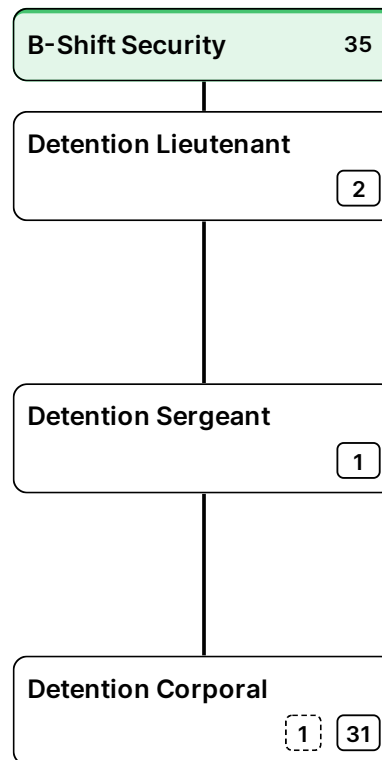 B-Shift Security 35
Detention Lieutenant
2
Detention Sergeant
1
Detention Corporal
1 31